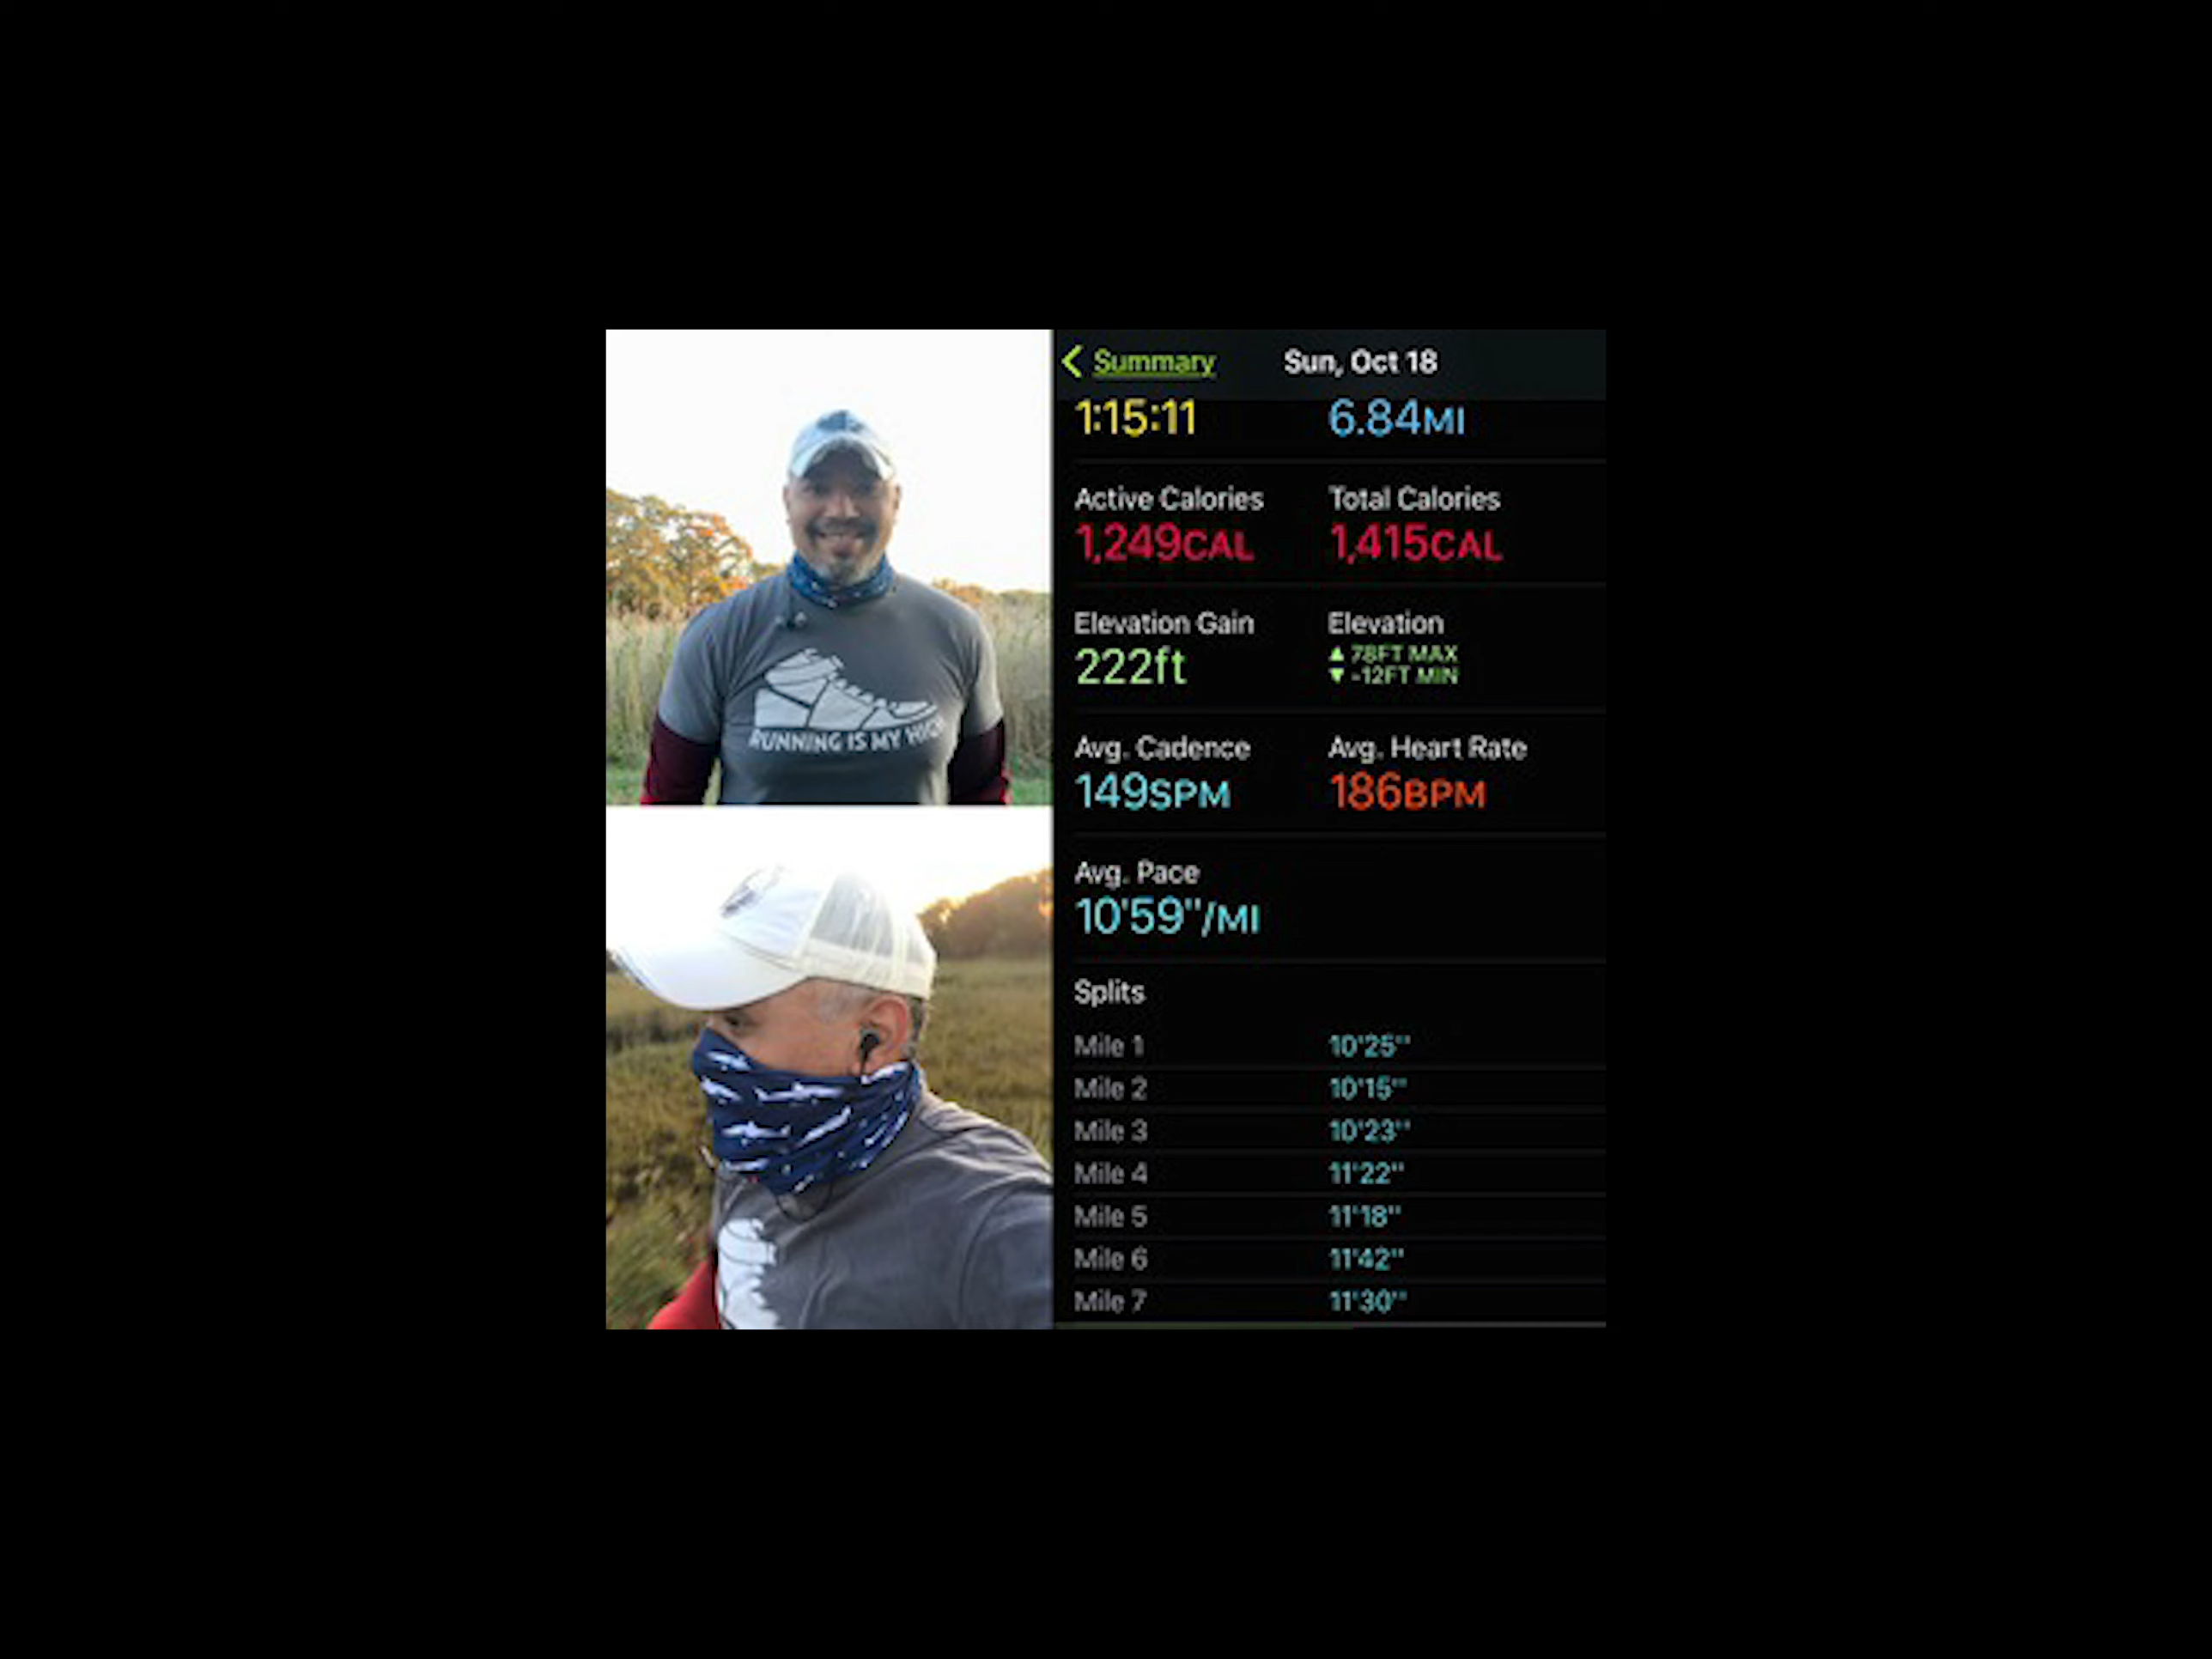 RUNNING IS MY HIGH
Summary Sun, Oct 18
1:15:11 6.84MI
Active Calories Total Calories
1,249CAL 1,415CAL
Elevation Gain Elevation
222ft ▲ 78FT MAX
▼ -12FT MIN
Avg. Cadence Avg. Heart Rate
149SPM 186BPM
Avg. Pace
10'59"/MI
Splits
Mile 1 10'25"
Mile 2 10'15"
Mile 3 10'23"
Mile 4 11'22"
Mile 5 11'18"
Mile 6 11'42"
Mile 7 11'30"